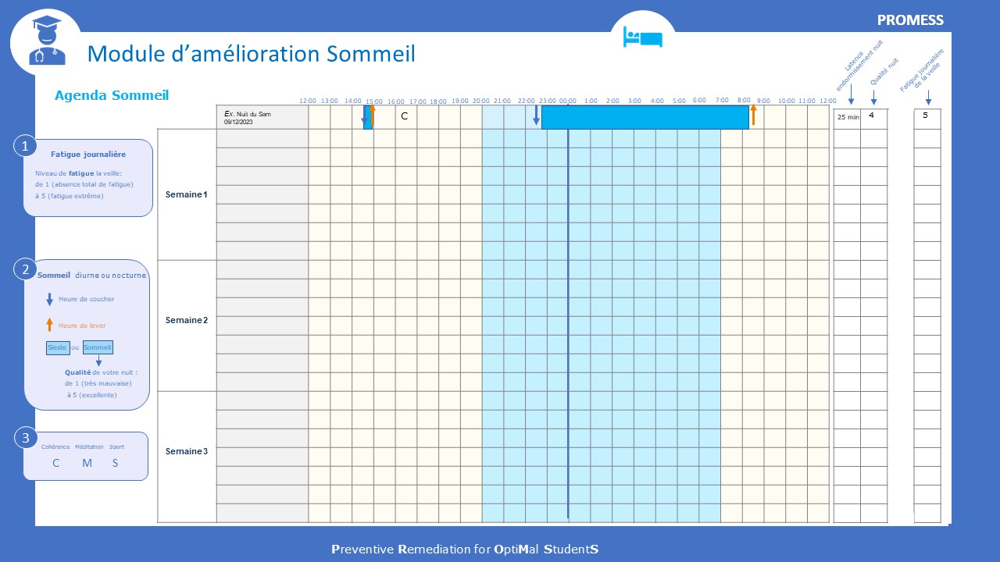 PROMESS
Module d’amélioration Sommeil
Latence
endormissement nuit
Qualité nuit
Fatigue journalière
de la veille
Agenda Sommeil
12:00 13:00 14:00 15:00 16:00 17:00 18:00 19:00 20:00 21:00 22:00 23:00 00:00 1:00 2:00 3:00 4:00 5:00 6:00 7:00 8:00 9:00 10:00 11:00 12:00
Ex. Nuit du Sam
09/12/2023
C
25 min 4 5
1
Fatigue journalière
Niveau de fatigue la veille:
de 1 (absence total de fatigue)
à 5 (fatigue extrême)
Semaine1
2
Sommeil diurne ou nocturne
Heure de coucher
Heure de lever
Sieste ou Sommeil
Qualité de votre nuit :
de 1 (très mauvaise)
à 5 (excellente)
Semaine2
3
Cohérence Méditation Sport
C M S
Semaine3
Preventive Remediation for OptiMal StudentS